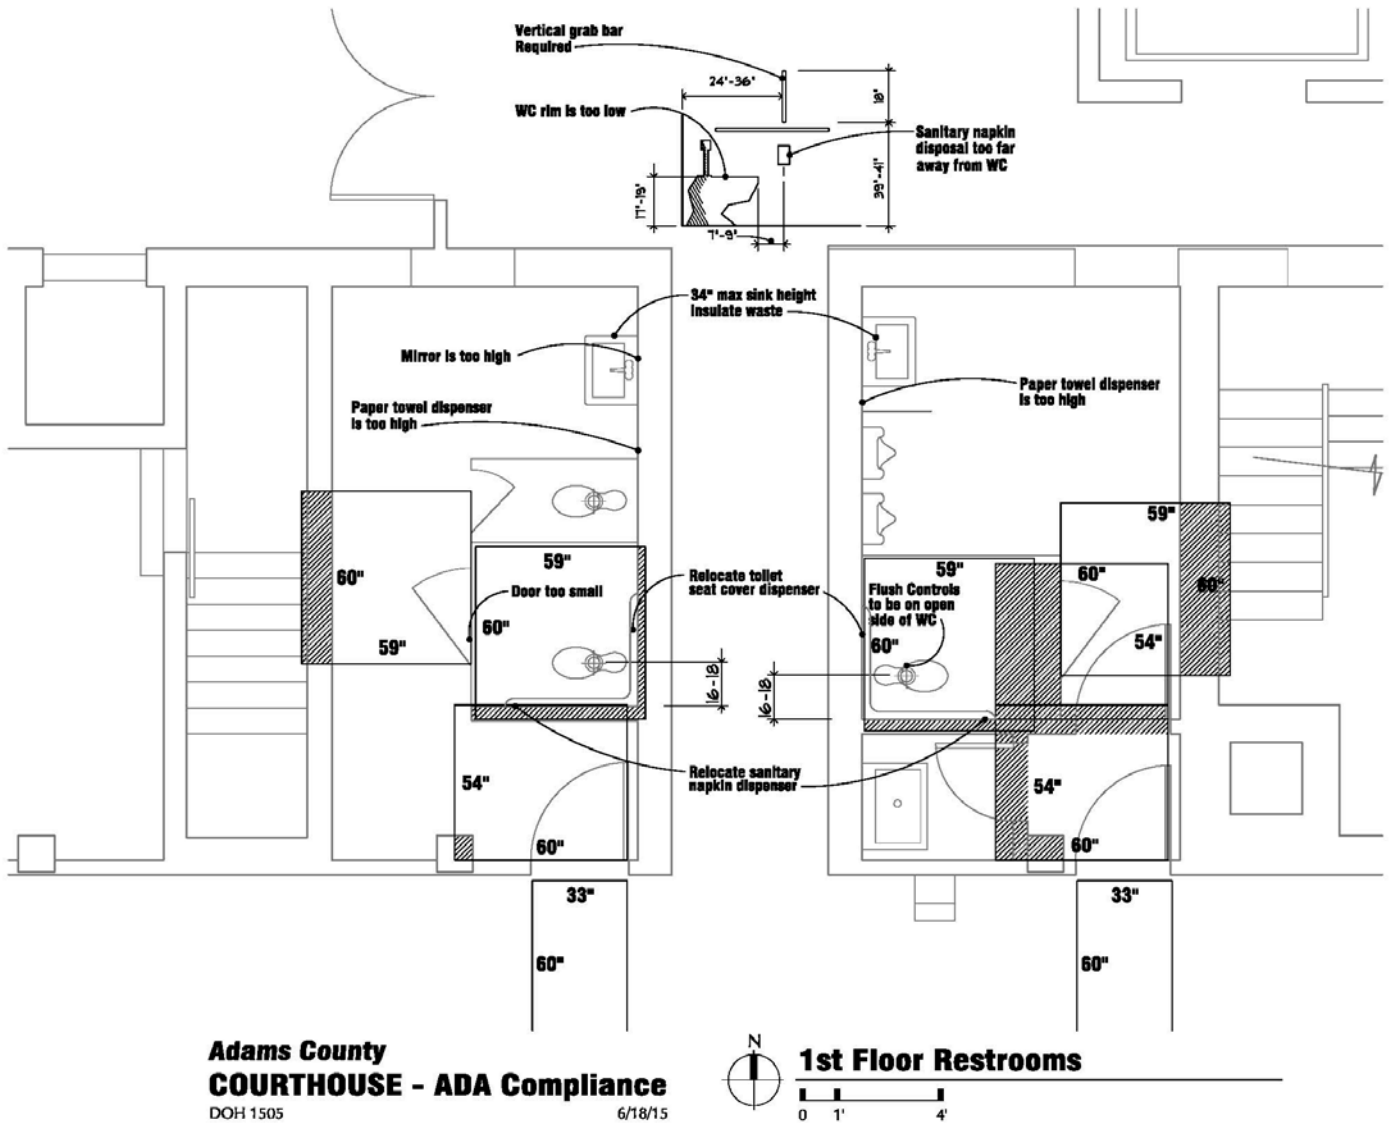 Vertical grab bar
Required
24'-36'
18'
WC rim is too low
Sanitary napkin
disposal too far
away from WC
39'-41'
17'-19'
7'-9'
34" max sink height
insulate waste
Mirror is too high
Paper towel dispenser
is too high
Paper towel dispenser
is too high
59"
60"
59"
Door too small
60"
59"
Relocate toilet
seat cover dispenser
16-18
16-18
59"
60"
Flush Controls
to be on open
side of WC
59"
60"
60"
54"
Relocate sanitary
napkin dispenser
54"
60"
54"
60"
33"
60"
33"
60"
Adams County
COURTHOUSE - ADA Compliance
DOH 1505
6/18/15
N
1st Floor Restrooms
0 1' 4'